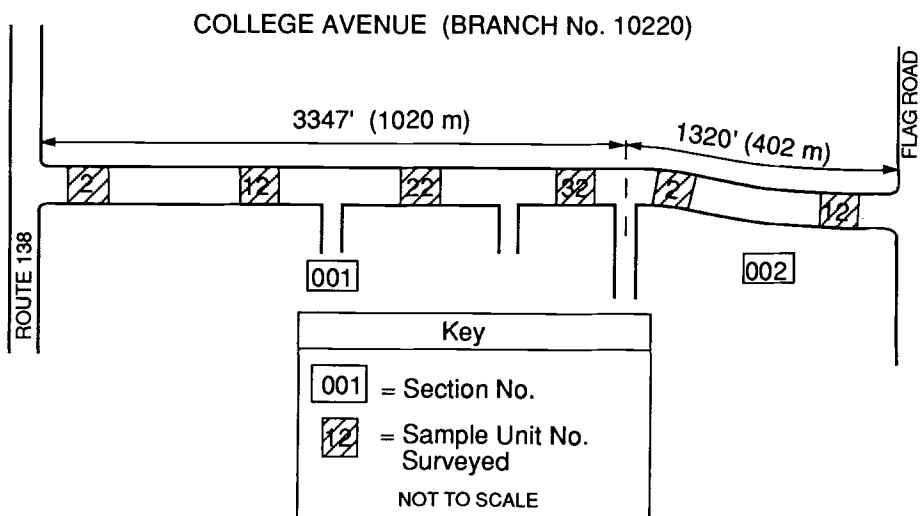 COLLEGE AVENUE (BRANCH No. 10220)
3347' (1020 m)
1320' (402 m)
FLAG ROAD
2
12
22
32
2
12
ROUTE 138
001
002
Key
001 = Section No.
12 = Sample Unit No.
Surveyed
NOT TO SCALE